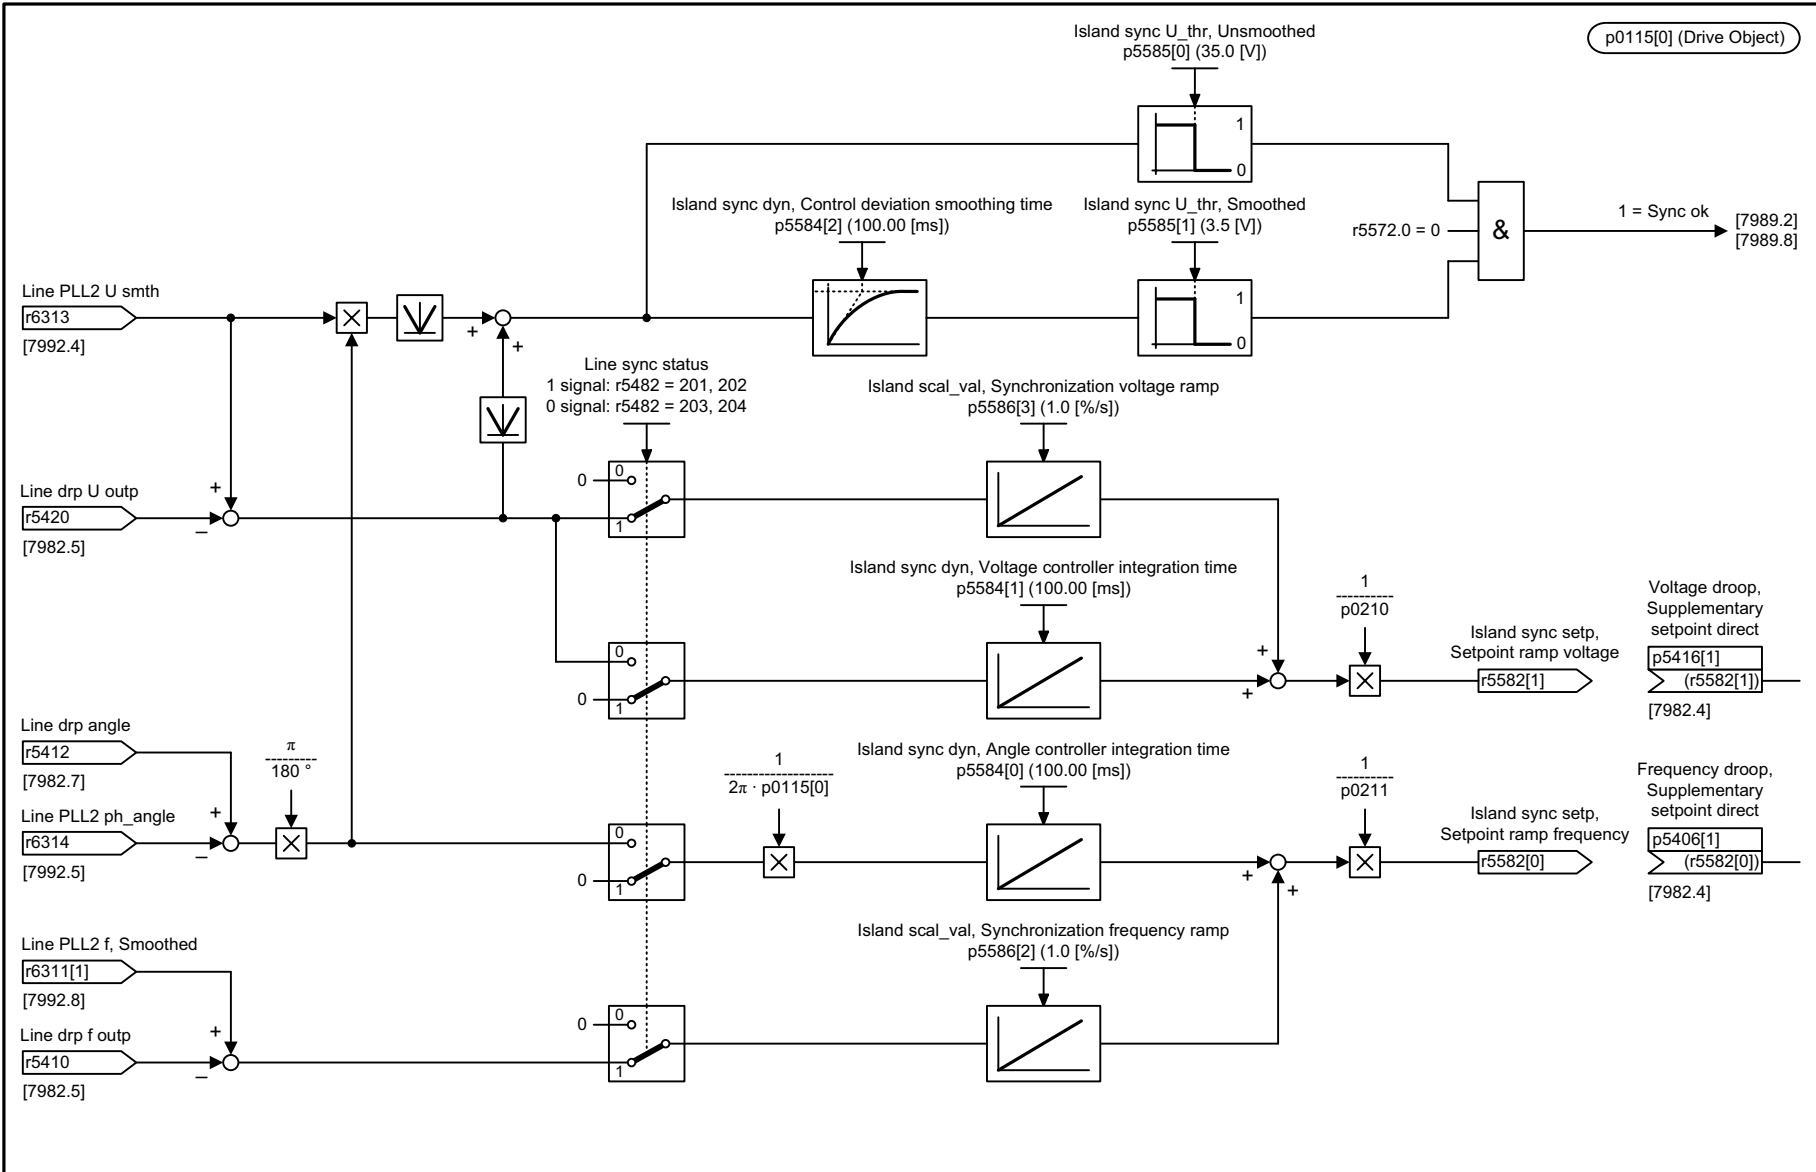 Island sync U_thr, Unsmoothed
p5585[0] (35.0 [V])
p0115[0] (Drive Object)
1
0
Island sync dyn, Control deviation smoothing time
p5584[2] (100.00 [ms])
Island sync U_thr, Smoothed
p5585[1] (3.5 [V])
1
0
r5572.0 = 0
&
1 = Sync ok
[7989.2]
[7989.8]
Line PLL2 U smth
r6313
[7992.4]
+
+
Line sync status
1 signal: r5482 = 201, 202
0 signal: r5482 = 203, 204
Island scal_val, Synchronization voltage ramp
p5586[3] (1.0 [%/s])
Line drp U outp
r5420
[7982.5]
+
–
0
0
1
Island sync dyn, Voltage controller integration time
p5584[1] (100.00 [ms])
0
0
1
+
+
1
----------
p0210
Island sync setp,
Setpoint ramp voltage
r5582[1]
Voltage droop,
Supplementary
setpoint direct
p5416[1]
(r5582[1])
[7982.4]
Line drp angle
r5412
[7982.7]
Line PLL2 ph_angle
r6314
[7992.5]
+
–
π
---------
180 °
0
0
1
1
-------------------
2π · p0115[0]
Island sync dyn, Angle controller integration time
p5584[0] (100.00 [ms])
+
+
1
----------
p0211
Island sync setp,
Setpoint ramp frequency
r5582[0]
Frequency droop,
Supplementary
setpoint direct
p5406[1]
(r5582[0])
[7982.4]
Line PLL2 f, Smoothed
r6311[1]
[7992.8]
Line drp f outp
r5410
[7982.5]
+
–
0
0
1
Island scal_val, Synchronization frequency ramp
p5586[2] (1.0 [%/s])